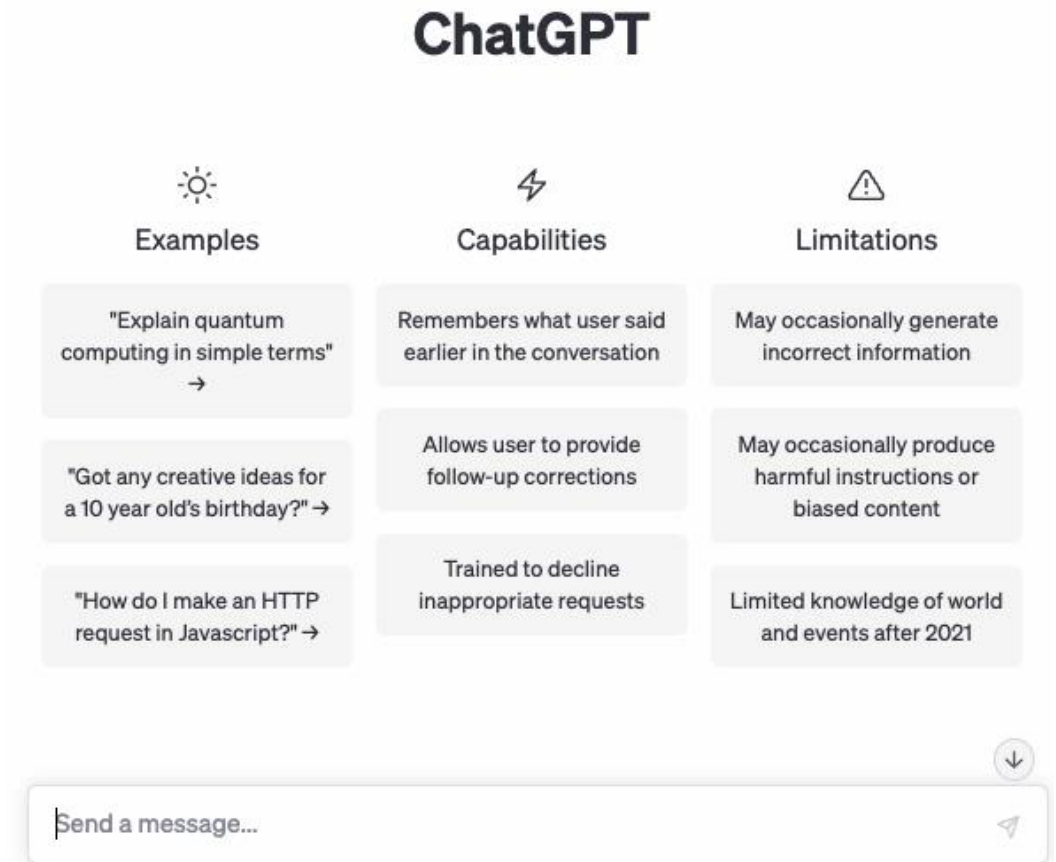 ChatGPT
Examples
"Explain quantum
computing in simple terms"
→
"Got any creative ideas for
a 10 year old's birthday?" →
"How do I make an HTTP
request in Javascript?" →
Capabilities
Remembers what user said
earlier in the conversation
Allows user to provide
follow-up corrections
Trained to decline
inappropriate requests
Limitations
May occasionally generate
incorrect information
May occasionally produce
harmful instructions or
biased content
Limited knowledge of world
and events after 2021
Send a message...